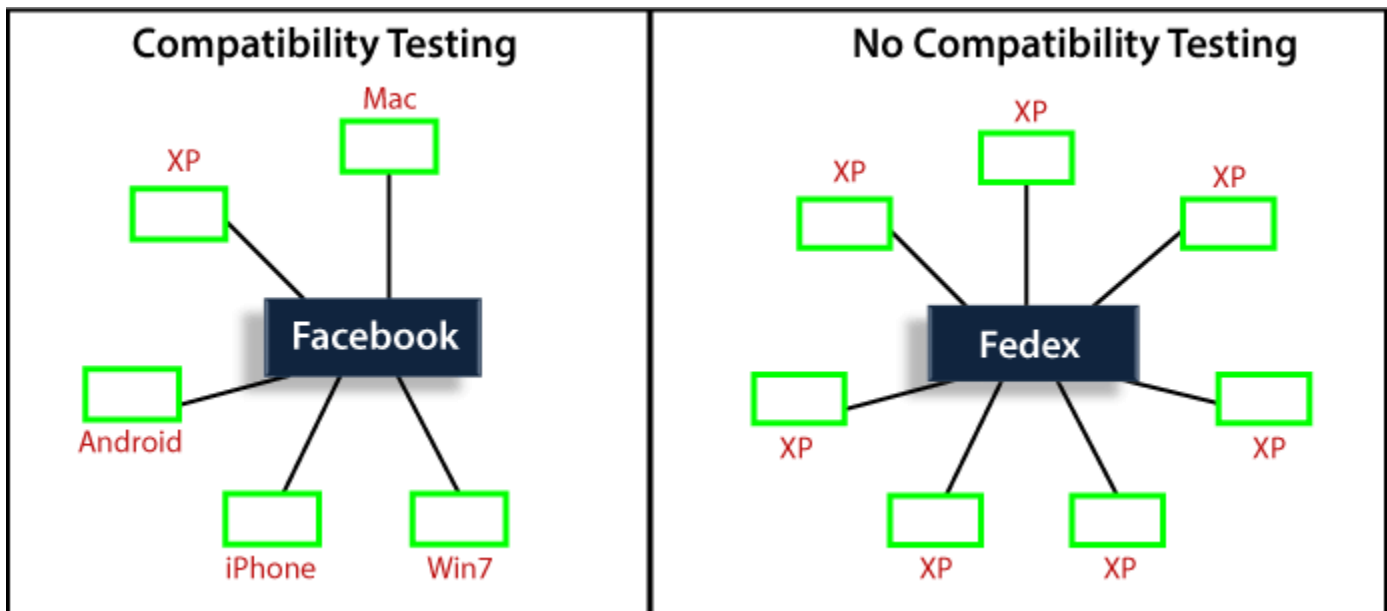 Compatibility Testing
Mac
XP
Facebook
Android
iPhone
Win7
No Compatibility Testing
XP
XP
XP
Fedex
XP
XP
XP
XP